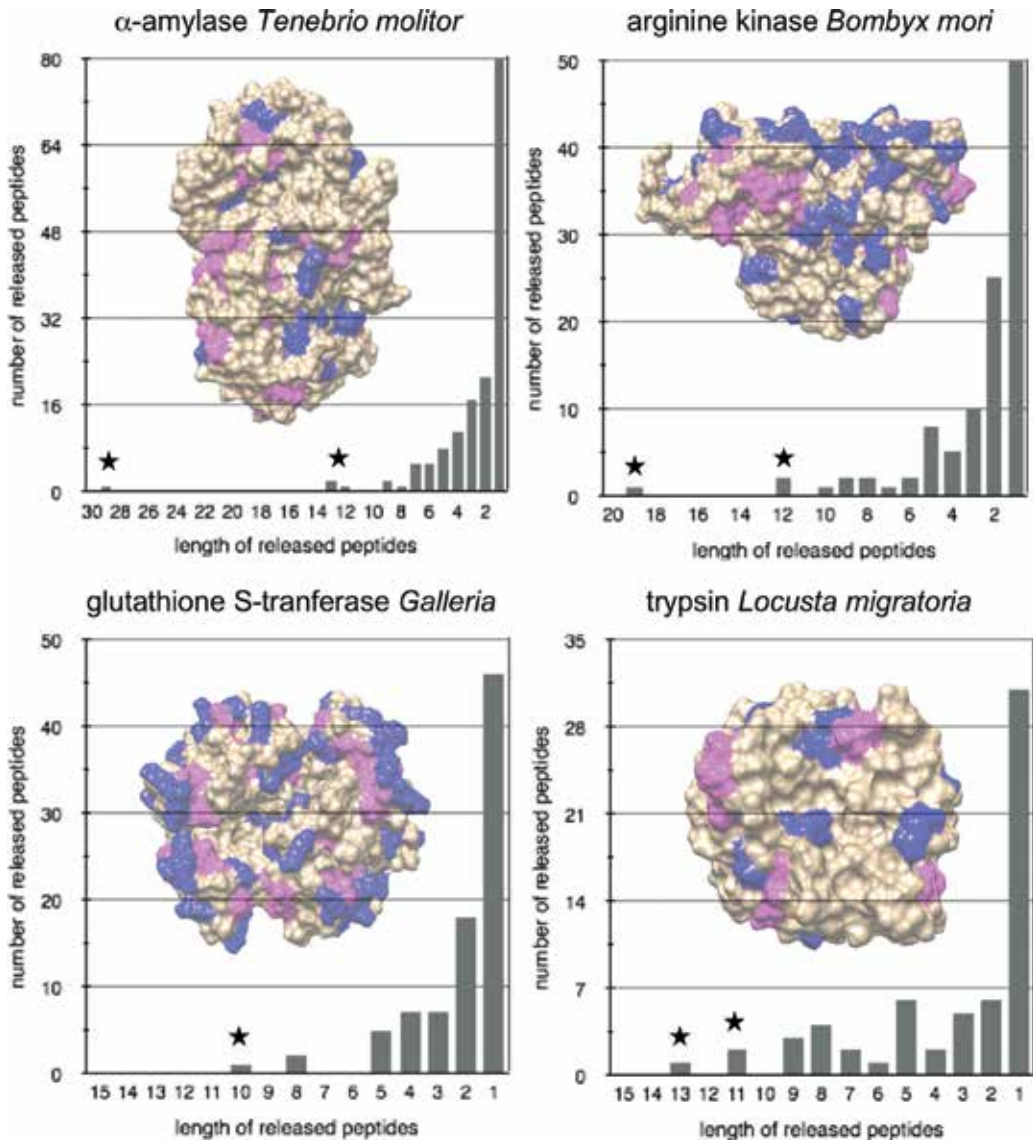 α-amylase Tenebrio molitor
80
64
48
32
16
0
number of released peptides
30 28 26 24 22 20 18 16 14 12 10 8 6 4 2
length of released peptides
arginine kinase Bombyx mori
50
40
30
20
10
0
number of released peptides
20 18 16 14 12 10 8 6 4 2
length of released peptides
glutathione S-tranferase Galleria
50
40
30
20
10
0
number of released peptides
15 14 13 12 11 10 9 8 7 6 5 4 3 2 1
length of released peptides
trypsin Locusta migratoria
35
28
21
14
7
0
number of released peptides
15 14 13 12 11 10 9 8 7 6 5 4 3 2 1
length of released peptides